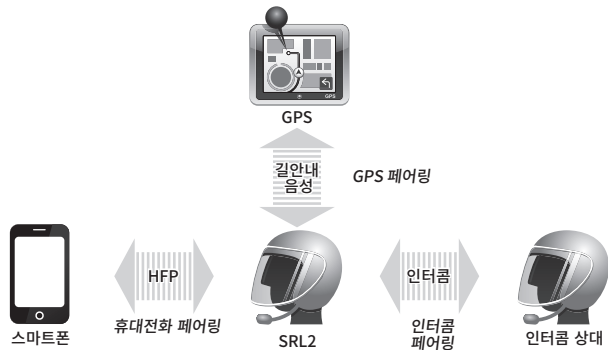 GPS
GPS
길안내
음성
GPS 페어링
HFP
인터콤
스마트폰
휴대전화 페어링
SRL2
인터콤
페어링
인터콤 상대